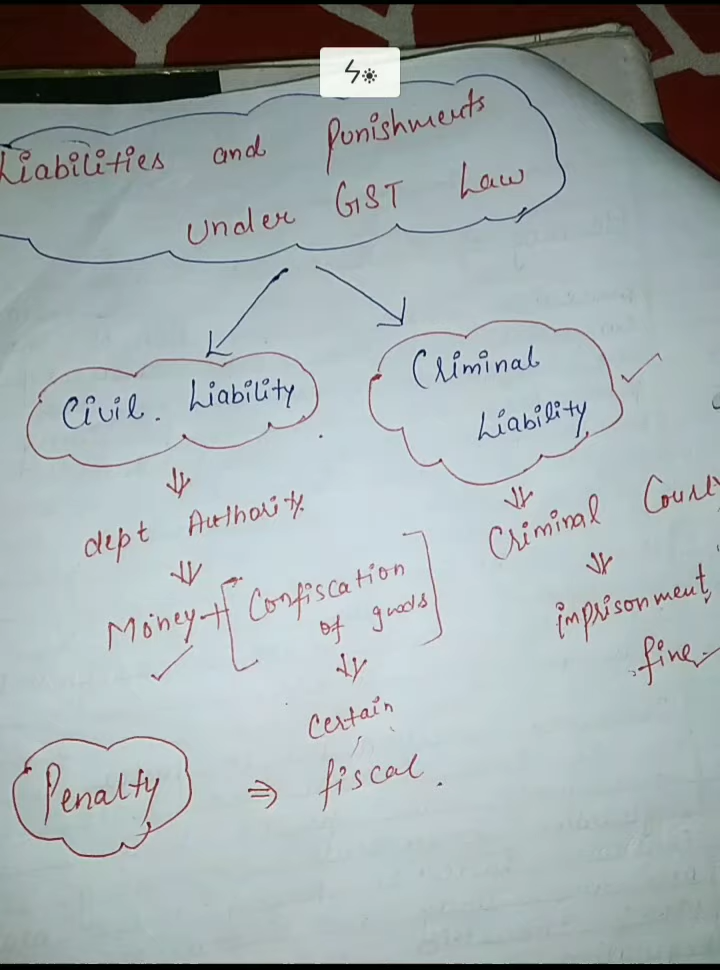 Liabilities and Punishments
Under GST Law
Civil. Liability
Criminal
Liability
dept Authority
Criminal Court
Money + [Confiscation
of goods]
imprisonment,
fine
Certain
Penalty ⇒ fiscal.